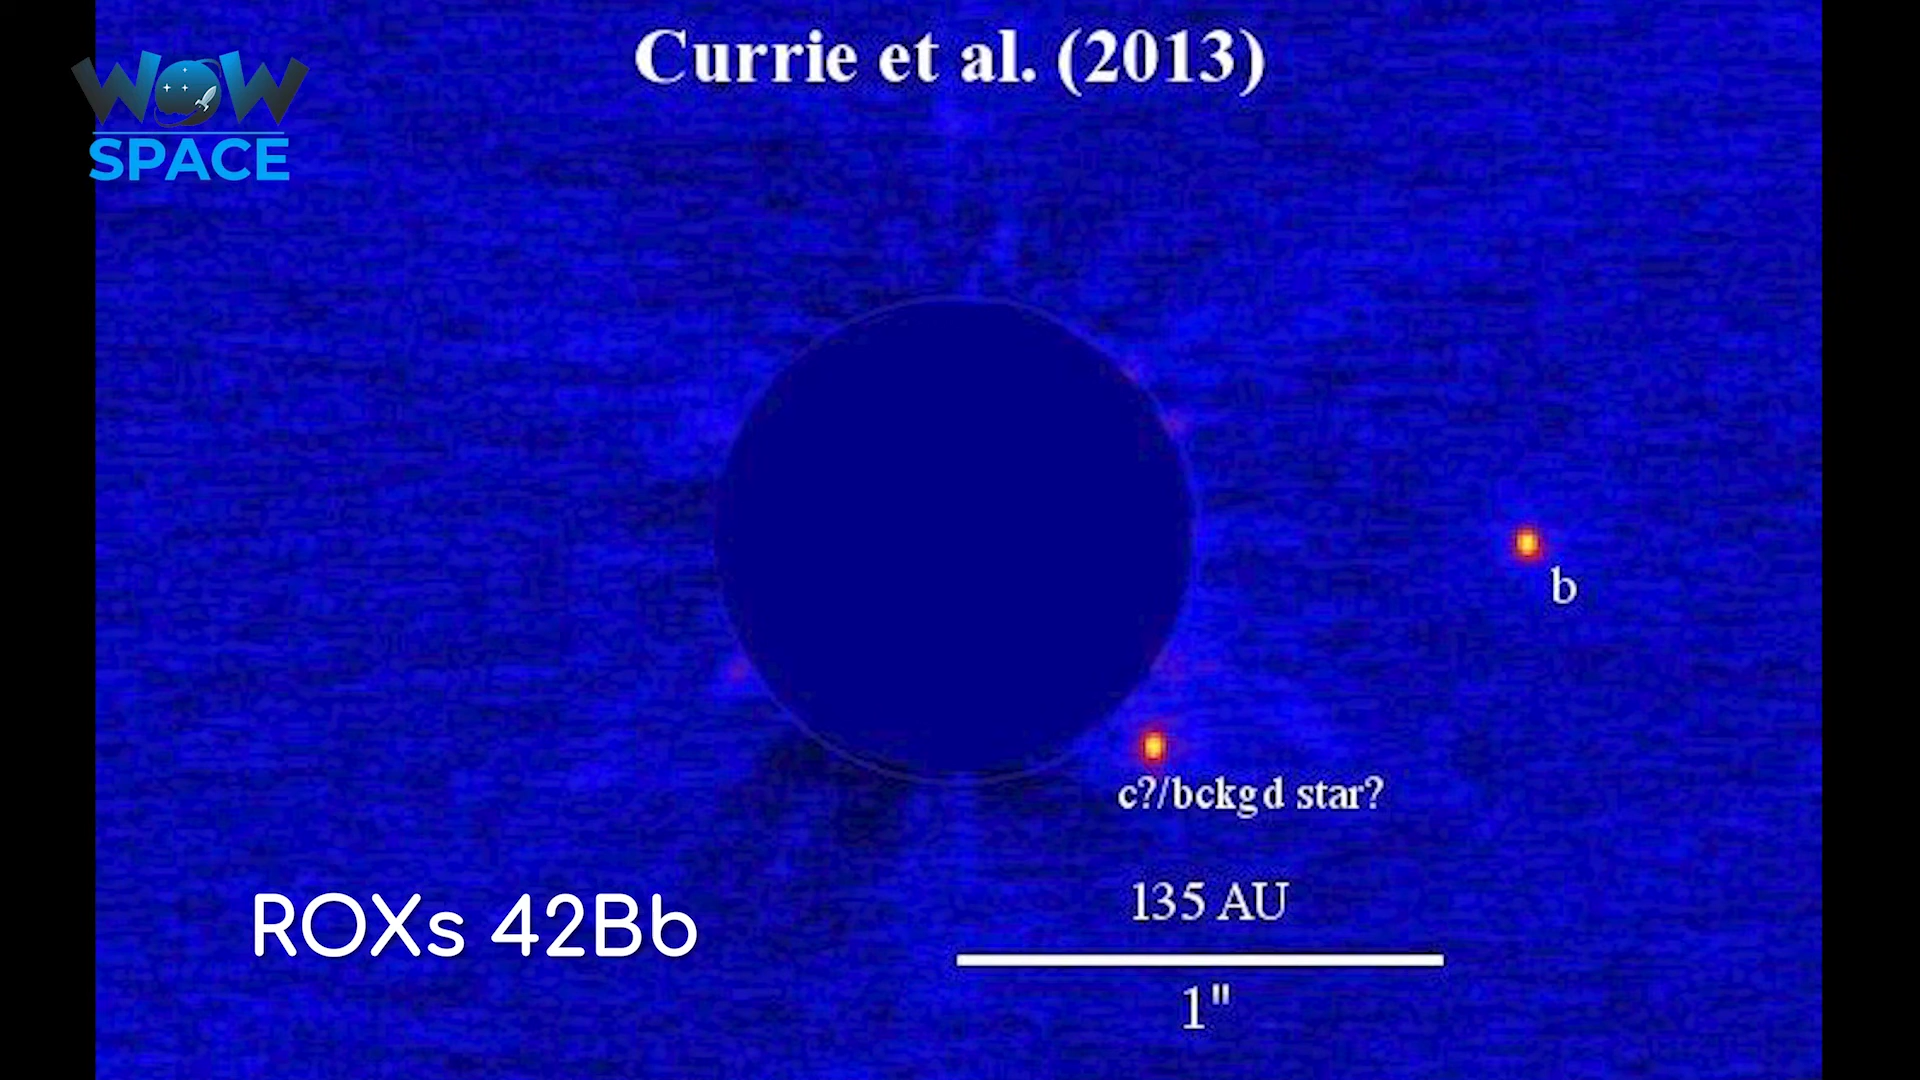 Currie et al. (2013)
WOW
SPACE
b
c?/bckgd star?
135 AU
ROXs 42Bb
1"